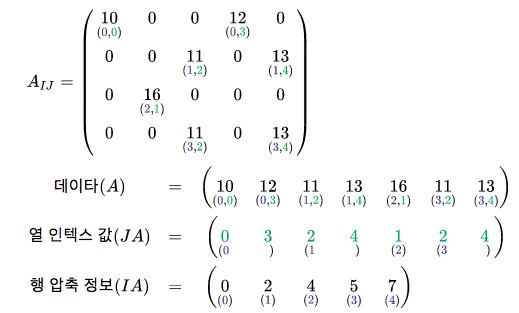 10 0 0 12 0
(0,0) (0,3)
0 0 11 0 13
(1,2) (1,4)
A_{IJ} =
0 16 0 0 0
(2,1)
0 0 11 0 13
(3,2) (3,4)
데이타(A) = ( 10 12 11 13 16 11 13 )
(0,0) (0,3) (1,2) (1,4) (2,1) (3,2) (3,4)
열 인텍스 값(JA) = ( 0 3 2 4 1 2 4 )
(0 ) (1 ) (2) (3 )
행 압축 정보(IA) = ( 0 2 4 5 7 )
(0) (1) (2) (3) (4)